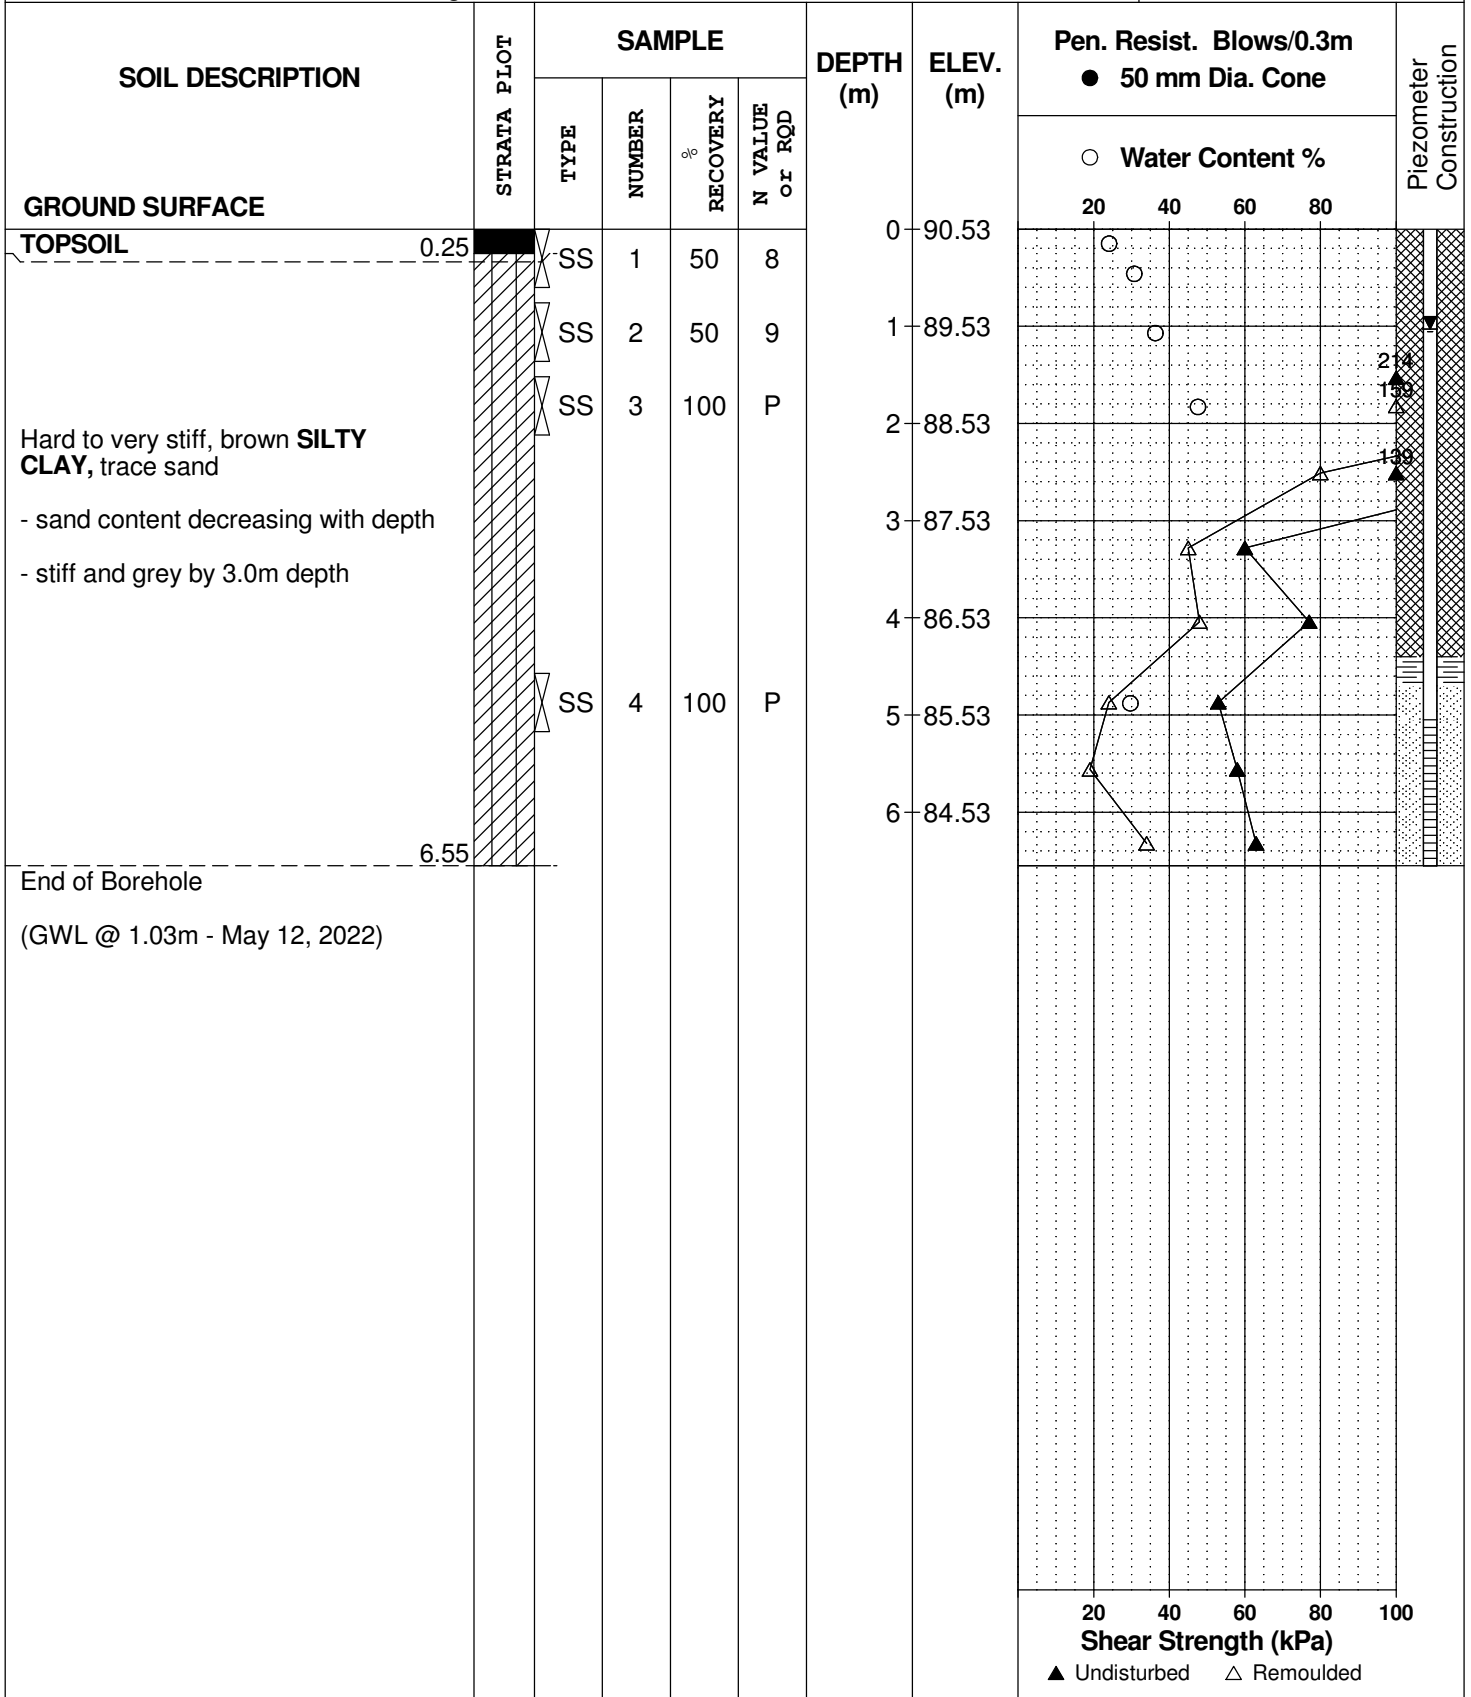 SOIL DESCRIPTION
GROUND SURFACE
STRATA PLOT
SAMPLE
TYPE
NUMBER
% RECOVERY
N VALUE or RQD
DEPTH (m)
ELEV. (m)
Pen. Resist. Blows/0.3m
● 50 mm Dia. Cone
○ Water Content %
20 40 60 80
Piezometer Construction
TOPSOIL 0.25
SS 1 50 8
SS 2 50 9
SS 3 100 P
SS 4 100 P
Hard to very stiff, brown SILTY
CLAY, trace sand
- sand content decreasing with depth
- stiff and grey by 3.0m depth
6.55
End of Borehole
(GWL @ 1.03m - May 12, 2022)
0 90.53
1 89.53
2 88.53
3 87.53
4 86.53
5 85.53
6 84.53
214
159
139
20 40 60 80 100
Shear Strength (kPa)
▲ Undisturbed △ Remoulded